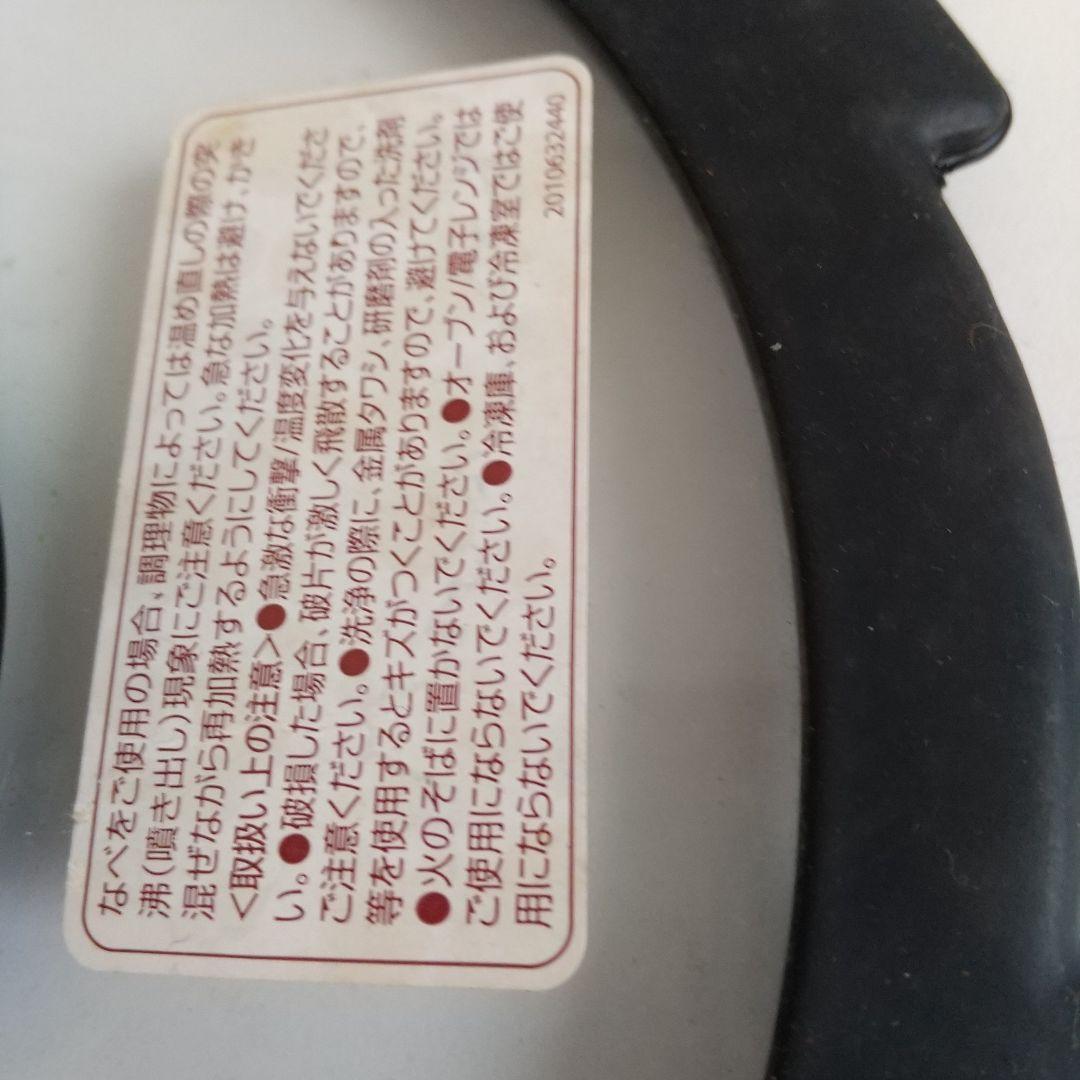 なべをご使用の場合、調理物によっては温め直しの際の突
沸(噴き出し)現象にご注意ください。急な加熱は避け、かき
混ぜながら再加熱するようにしてください。
<取扱い上の注意>●急激な衝撃/温度変化を与えないでくださ
い。●破損した場合、破片が激しく飛散することがありますので、
ご注意ください。●洗浄の際に、金属タワシ、研磨剤の入った洗剤
等を使用するとキズがつくことがありますので、避けてください。
●火のそばに置かないでください。●オーブン/電子レンジでは
ご使用にならないでください。●冷凍庫、および冷凍室ではご使
用にならないでください。
2010632440